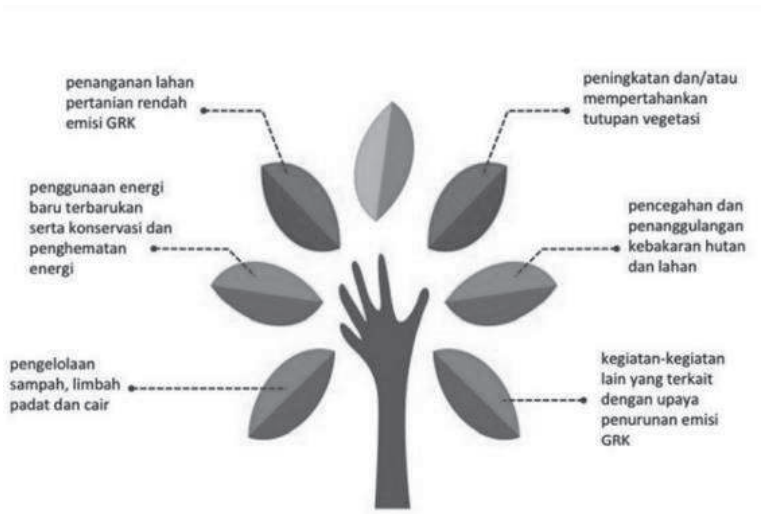 penanganan lahan
pertanian rendah
emisi GRK
peningkatan dan/atau
mempertahankan
tutupan vegetasi
penggunaan energi
baru terbarukan
serta konservasi dan
penghematan
energi
pencegahan dan
penanggulangan
kebakaran hutan
dan lahan
pengelolaan
sampah, limbah
padat dan cair
kegiatan-kegiatan
lain yang terkait
dengan upaya
penurunan emisi
GRK